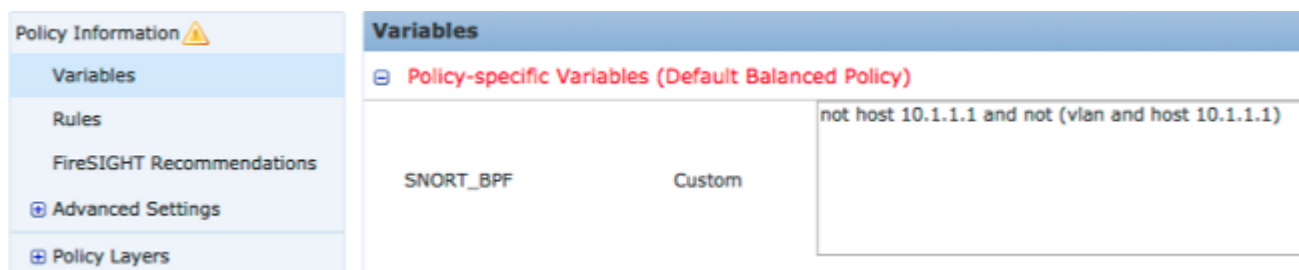 Policy Information
Variables
Rules
FireSIGHT Recommendations
Advanced Settings
Policy Layers
Variables
Policy-specific Variables (Default Balanced Policy)
SNORT_BPF
Custom
not host 10.1.1.1 and not (vlan and host 10.1.1.1)